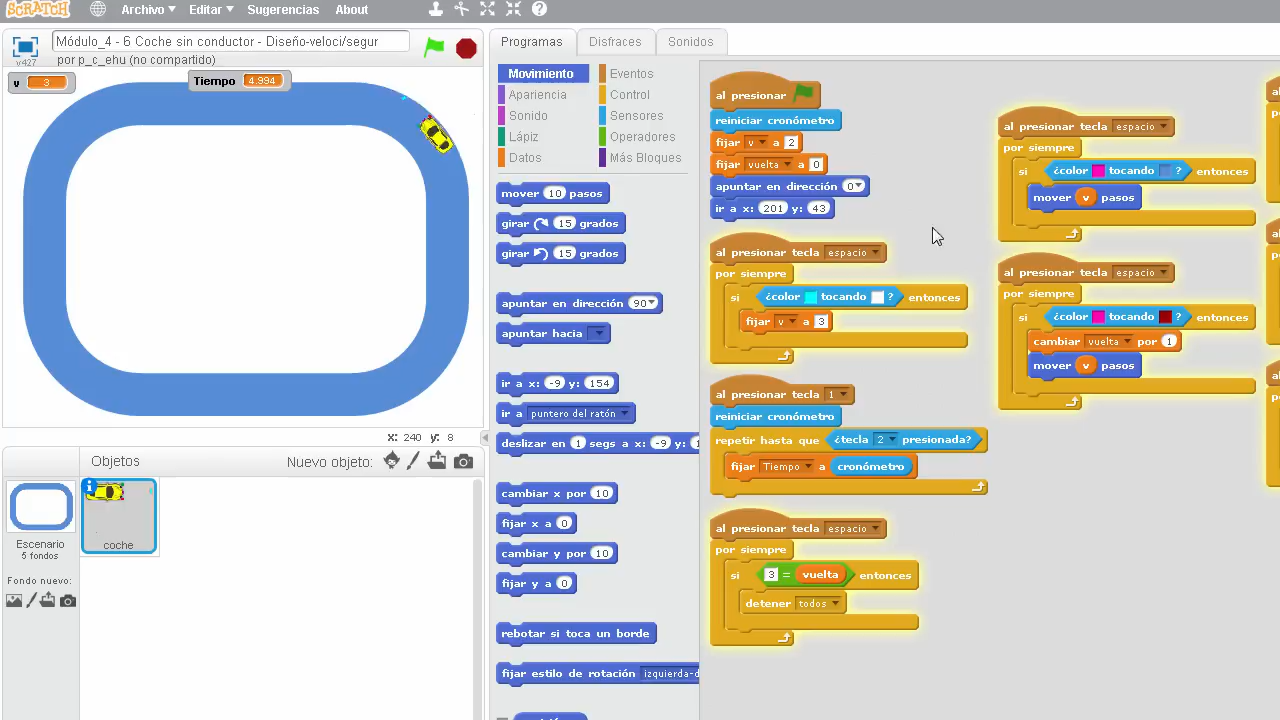 SCRATCH Archivo Editar Sugerencias About
Módulo_4 - 6 Coche sin conductor - Diseño-veloci/segur
por p_c_ehu (no compartido)
v427
v 3
Tiempo 4.994
X: 240 y: 8
Objetos
Nuevo objeto:
Escenario
5 fondos
Fondo nuevo:
coche
Programas Disfraces Sonidos
Movimiento Eventos
Apariencia Control
Sonido Sensores
Lápiz Operadores
Datos Más Bloques
mover 10 pasos
girar 15 grados
girar 15 grados
apuntar en dirección 90
apuntar hacia
ir a x: -9 y: 154
ir a puntero del ratón
deslizar en 1 segs a x: -9 y:
cambiar x por 10
fijar x a 0
cambiar y por 10
fijar y a 0
rebotar si toca un borde
fijar estilo de rotación izquierda-d
al presionar
reiniciar cronómetro
fijar v a 2
fijar vuelta a 0
apuntar en dirección 0
ir a x: 201 y: 43
al presionar tecla espacio
por siempre
si ¿color tocando ? entonces
fijar v a 3
al presionar tecla 1
reiniciar cronómetro
repetir hasta que ¿tecla 2 presionada?
fijar Tiempo a cronómetro
al presionar tecla espacio
por siempre
si 3 = vuelta entonces
detener todos
al presionar tecla espacio
por siempre
si ¿color tocando ? entonces
mover v pasos
al presionar tecla espacio
por siempre
si ¿color tocando ? entonces
cambiar vuelta por 1
mover v pasos